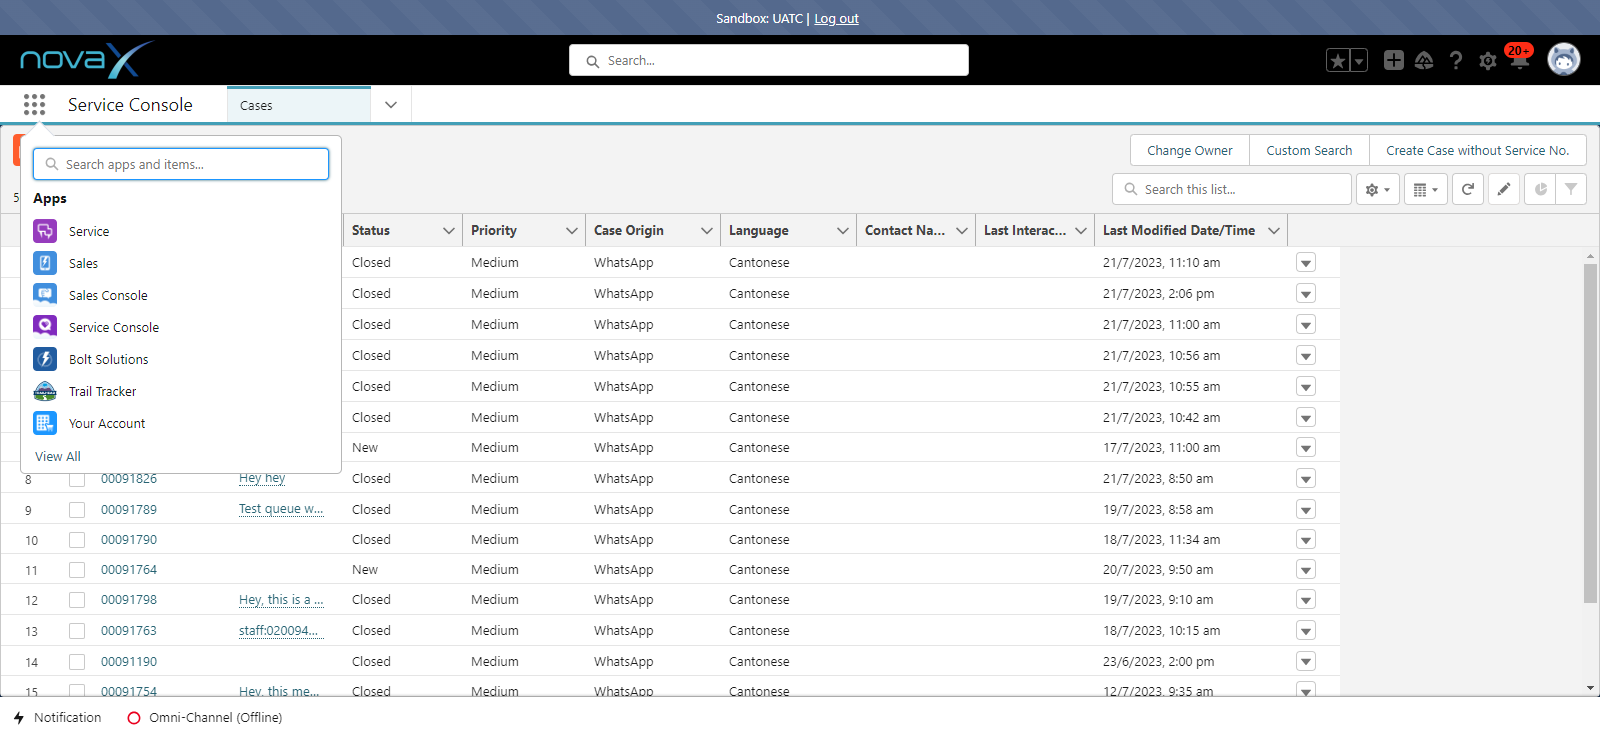 Sandbox: UATC | Log out
novaX
Search...
20+
Service Console
Cases
Search apps and items...
Apps
Service
Sales
Sales Console
Service Console
Bolt Solutions
Trail Tracker
Your Account
View All
Change Owner
Custom Search
Create Case without Service No.
5
Search this list...
Status Priority Case Origin Language Contact Na... Last Interac... Last Modified Date/Time
Closed Medium WhatsApp Cantonese 21/7/2023, 11:10 am
Closed Medium WhatsApp Cantonese 21/7/2023, 2:06 pm
Closed Medium WhatsApp Cantonese 21/7/2023, 11:00 am
Closed Medium WhatsApp Cantonese 21/7/2023, 10:56 am
Closed Medium WhatsApp Cantonese 21/7/2023, 10:55 am
Closed Medium WhatsApp Cantonese 21/7/2023, 10:42 am
New Medium WhatsApp Cantonese 17/7/2023, 11:00 am
8 00091826 Hey hey Closed Medium WhatsApp Cantonese 21/7/2023, 8:50 am
9 00091789 Test queue w... Closed Medium WhatsApp Cantonese 19/7/2023, 8:58 am
10 00091790 Closed Medium WhatsApp Cantonese 18/7/2023, 11:34 am
11 00091764 New Medium WhatsApp Cantonese 20/7/2023, 9:50 am
12 00091798 Hey, this is a ... Closed Medium WhatsApp Cantonese 19/7/2023, 9:10 am
13 00091763 staff:020094... Closed Medium WhatsApp Cantonese 18/7/2023, 10:15 am
14 00091190 Closed Medium WhatsApp Cantonese 23/6/2023, 2:00 pm
15 00091754 Hey, this me... Closed Medium WhatsApp Cantonese 12/7/2023, 9:35 am
Notification
Omni-Channel (Offline)